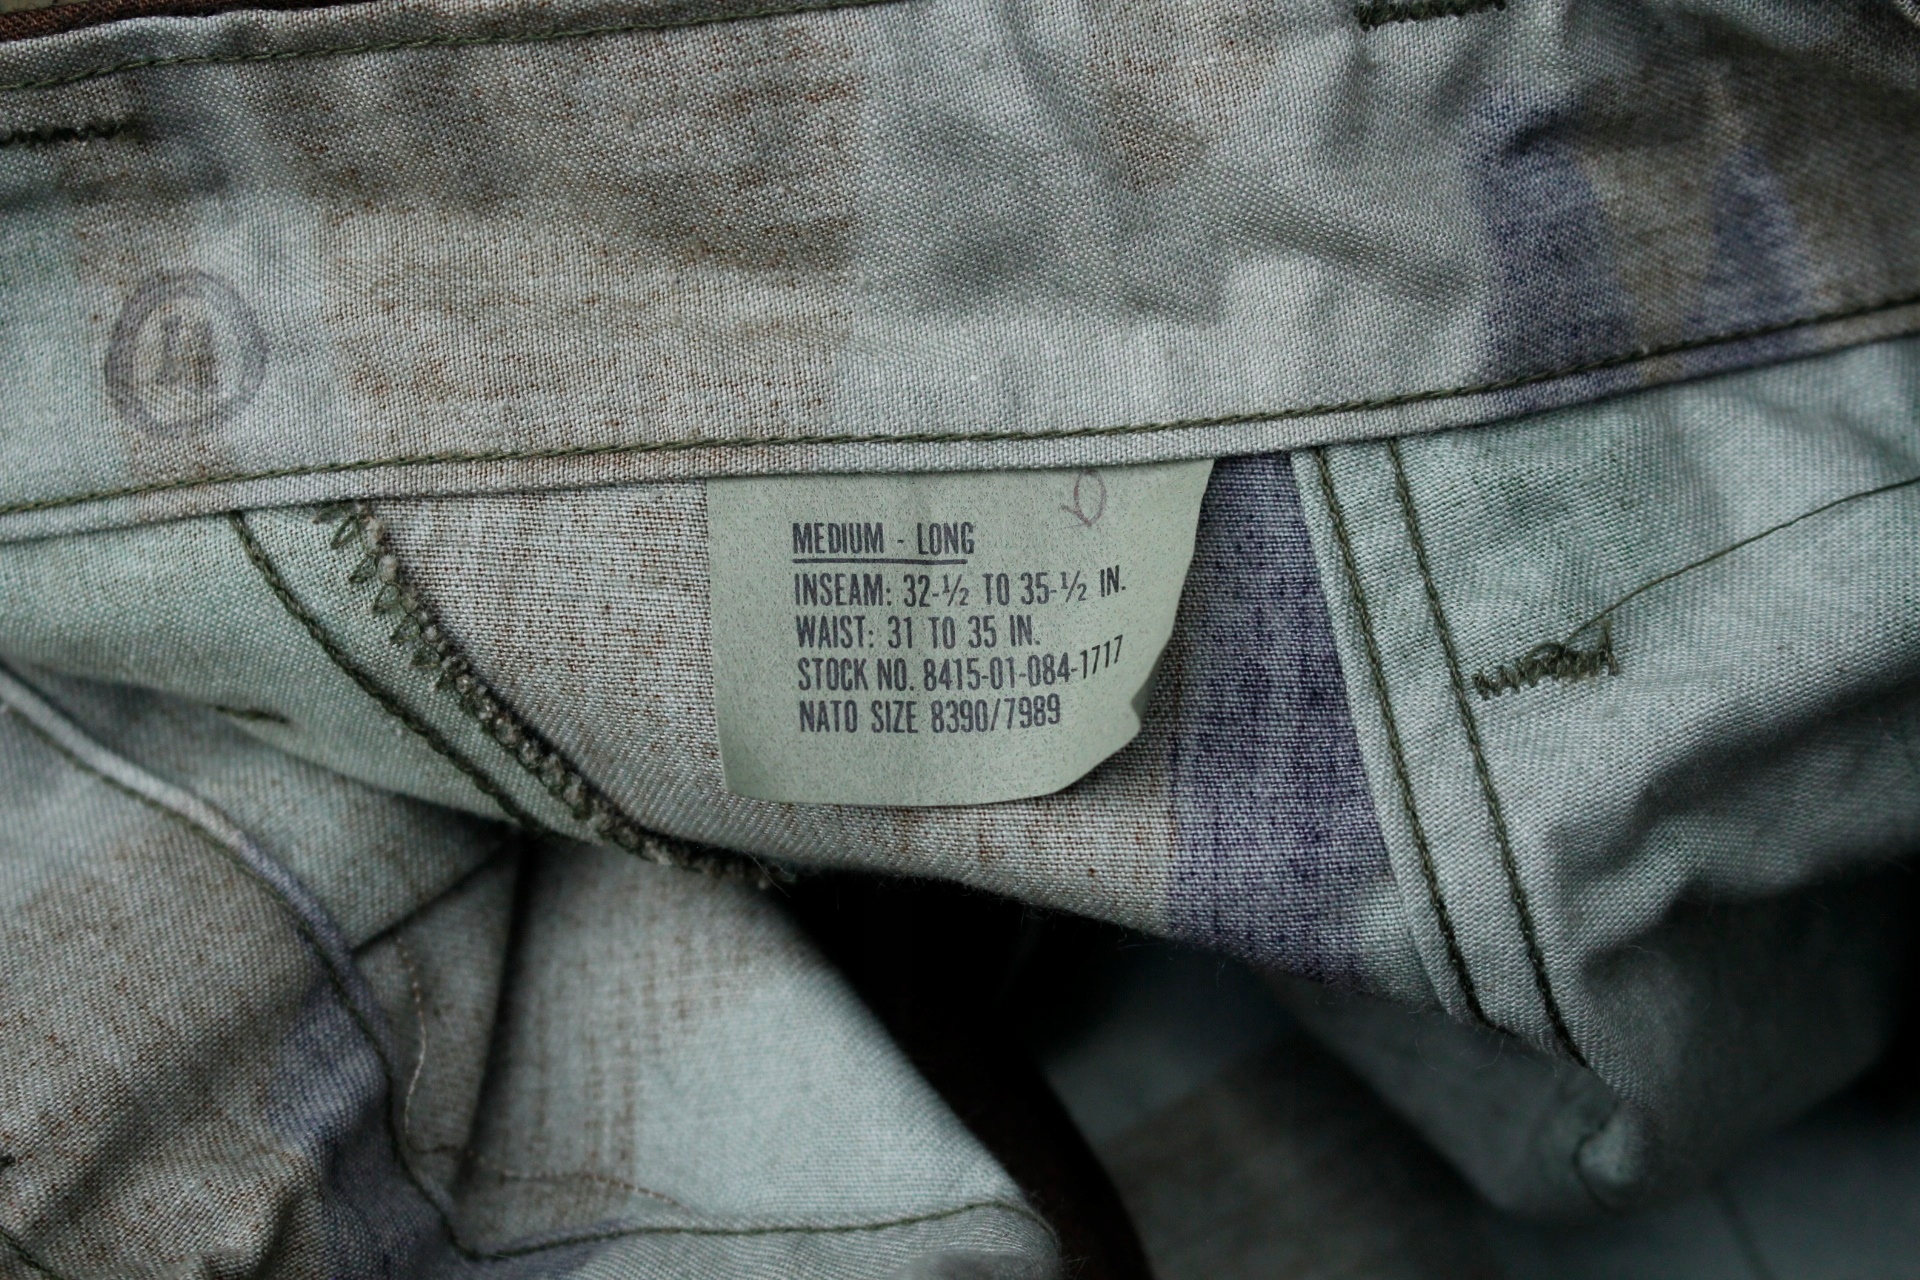 MEDIUM - LONG
INSEAM: 32-½ TO 35-½ IN.
WAIST: 31 TO 35 IN.
STOCK NO. 8415-01-084-1717
NATO SIZE 8390/7989